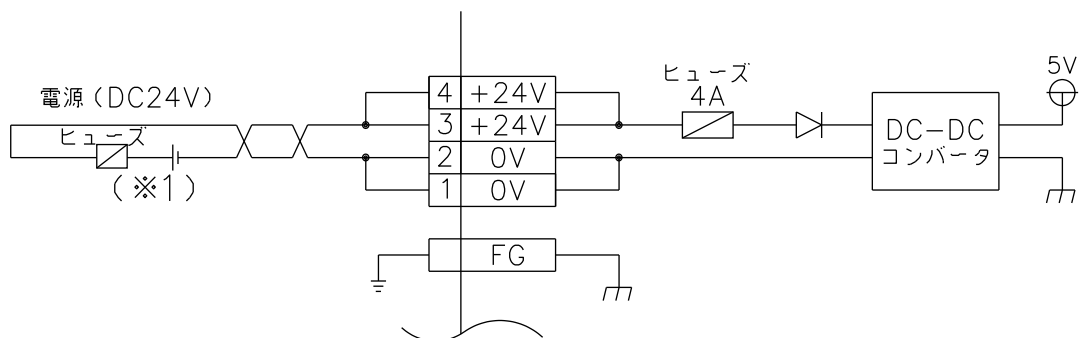 電源(DC24V)
ヒューズ
(※1)
4 +24V
3 +24V
2 0V
1 0V
FG
ヒューズ
4A
DC-DC
コンバータ
5V